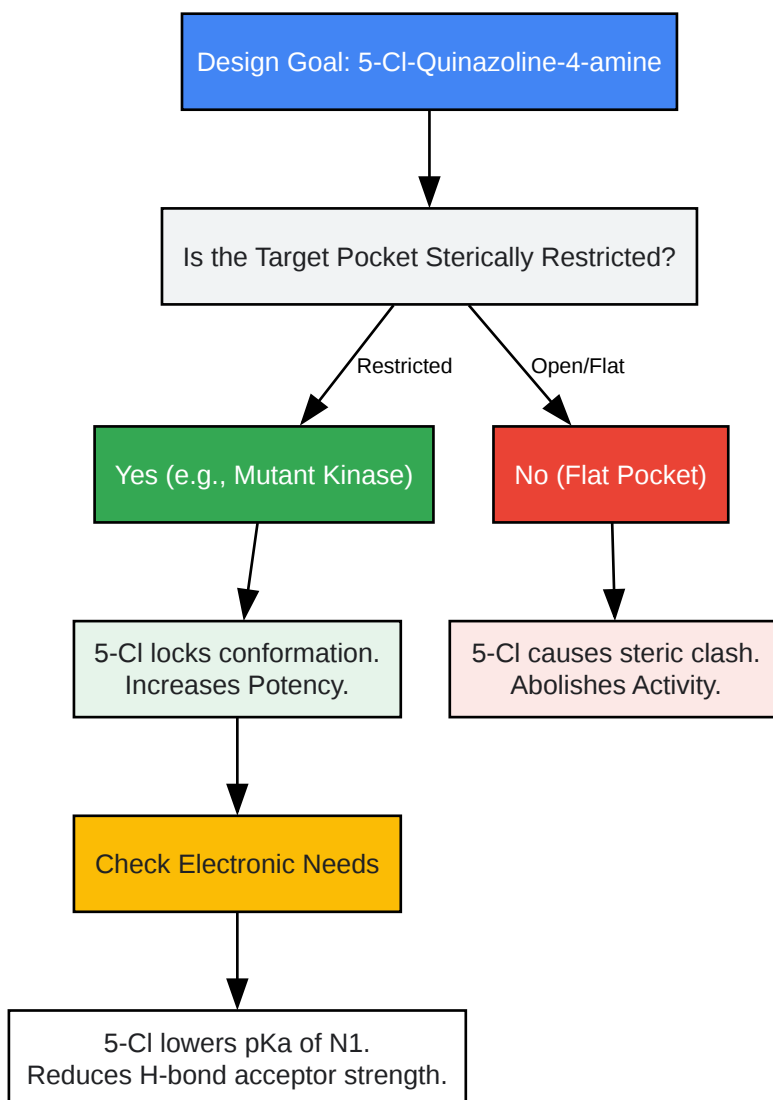 Design Goal: 5-Cl-Quinazoline-4-amine
Is the Target Pocket Sterically Restricted?
Restricted
Open/Flat
Yes (e.g., Mutant Kinase)
No (Flat Pocket)
5-Cl locks conformation.
Increases Potency.
5-Cl causes steric clash.
Abolishes Activity.
Check Electronic Needs
5-Cl lowers pKa of N1.
Reduces H-bond acceptor strength.